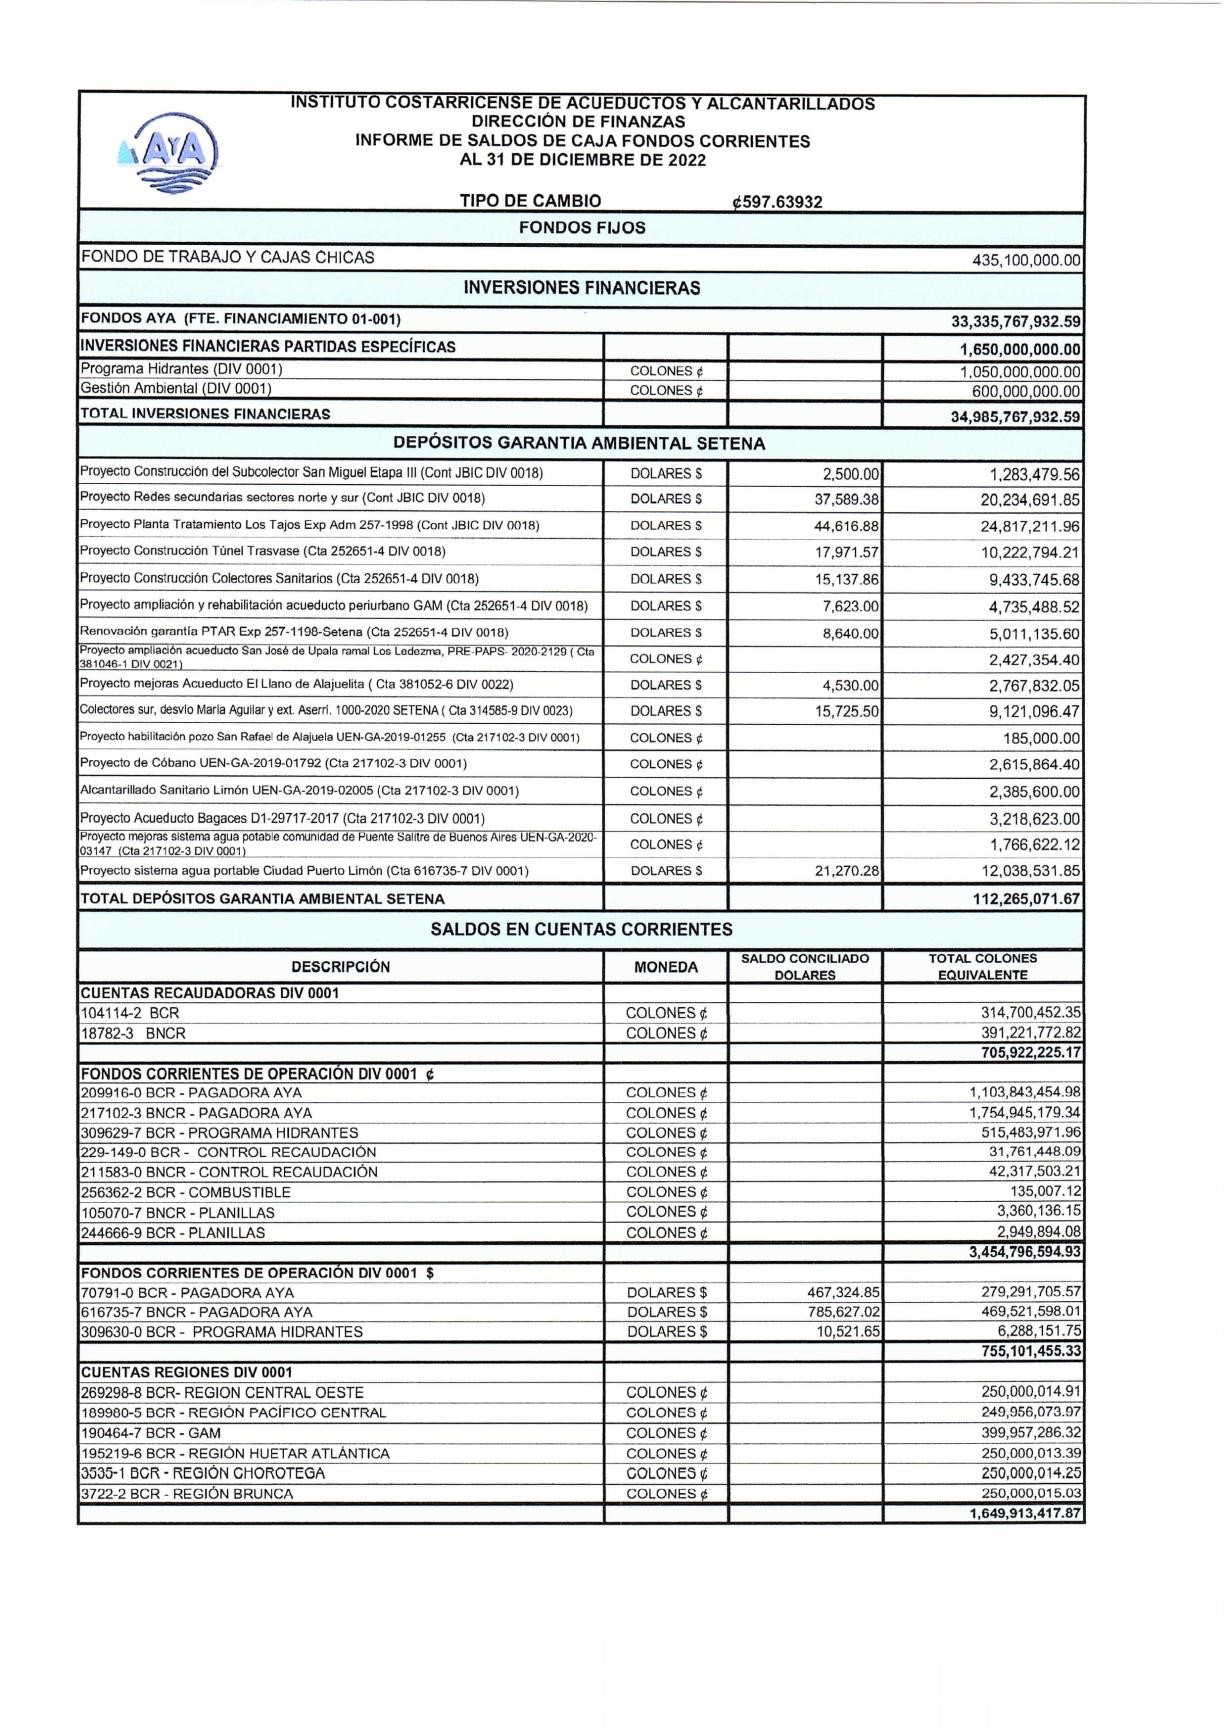 INSTITUTO COSTARRICENSE DE ACUEDUCTOS Y ALCANTARILLADOS
DIRECCIÓN DE FINANZAS
INFORME DE SALDOS DE CAJA FONDOS CORRIENTES
AL 31 DE DICIEMBRE DE 2022
AYA
TIPO DE CAMBIO ¢597.63932
FONDOS FIJOS
FONDO DE TRABAJO Y CAJAS CHICAS 435,100,000.00
INVERSIONES FINANCIERAS
FONDOS AYA (FTE. FINANCIAMIENTO 01-001) 33,335,767,932.59
INVERSIONES FINANCIERAS PARTIDAS ESPECÍFICAS 1,650,000,000.00
Programa Hidrantes (DIV 0001) COLONES ¢ 1,050,000,000.00
Gestión Ambiental (DIV 0001) COLONES ¢ 600,000,000.00
TOTAL INVERSIONES FINANCIERAS 34,985,767,932.59
DEPÓSITOS GARANTIA AMBIENTAL SETENA
Proyecto Construcción del Subcolector San Miguel Etapa III (Cont JBIC DIV 0018) DOLARES $ 2,500.00 1,283,479.56
Proyecto Redes secundarias sectores norte y sur (Cont JBIC DIV 0018) DOLARES $ 37,589.38 20,234,691.85
Proyecto Planta Tratamiento Los Tajos Exp Adm 257-1998 (Cont JBIC DIV 0018) DOLARES $ 44,616.88 24,817,211.96
Proyecto Construcción Túnel Trasvase (Cta 252651-4 DIV 0018) DOLARES $ 17,971.57 10,222,794.21
Proyecto Construcción Colectores Sanitarios (Cta 252651-4 DIV 0018) DOLARES $ 15,137.86 9,433,745.68
Proyecto ampliación y rehabilitación acueducto periurbano GAM (Cta 252651-4 DIV 0018) DOLARES $ 7,623.00 4,735,488.52
Renovación garantía PTAR Exp 257-1198-Setena (Cta 252651-4 DIV 0018) DOLARES $ 8,640.00 5,011,135.60
Proyecto ampliación acueducto San José de Upala ramal Los Ledezma, PRE-PAPS- 2020-2129 ( Cta
381046-1 DIV 0021) COLONES ¢ 2,427,354.40
Proyecto mejoras Acueducto El Llano de Alajuelita ( Cta 381052-6 DIV 0022) DOLARES $ 4,530.00 2,767,832.05
Colectores sur, desvío María Aguilar y ext. Aserrí. 1000-2020 SETENA ( Cta 314585-9 DIV 0023) DOLARES $ 15,725.50 9,121,096.47
Proyecto habilitación pozo San Rafael de Alajuela UEN-GA-2019-01255 (Cta 217102-3 DIV 0001) COLONES ¢ 185,000.00
Proyecto de Cóbano UEN-GA-2019-01792 (Cta 217102-3 DIV 0001) COLONES ¢ 2,615,864.40
Alcantarillado Sanitario Limón UEN-GA-2019-02005 (Cta 217102-3 DIV 0001) COLONES ¢ 2,385,600.00
Proyecto Acueducto Bagaces D1-29717-2017 (Cta 217102-3 DIV 0001) COLONES ¢ 3,218,623.00
Proyecto mejoras sistema agua potable comunidad de Puente Salitre de Buenos Aires UEN-GA-2020-
03147 (Cta 217102-3 DIV 0001) COLONES ¢ 1,766,622.12
Proyecto sistema agua portable Ciudad Puerto Limón (Cta 616735-7 DIV 0001) DOLARES $ 21,270.28 12,038,531.85
TOTAL DEPÓSITOS GARANTIA AMBIENTAL SETENA 112,265,071.67
SALDOS EN CUENTAS CORRIENTES
DESCRIPCIÓN MONEDA SALDO CONCILIADO DOLARES TOTAL COLONES EQUIVALENTE
CUENTAS RECAUDADORAS DIV 0001
104114-2 BCR COLONES ¢ 314,700,452.35
18782-3 BNCR COLONES ¢ 391,221,772.82
705,922,225.17
FONDOS CORRIENTES DE OPERACIÓN DIV 0001 ¢
209916-0 BCR - PAGADORA AYA COLONES ¢ 1,103,843,454.98
217102-3 BNCR - PAGADORA AYA COLONES ¢ 1,754,945,179.34
309629-7 BCR - PROGRAMA HIDRANTES COLONES ¢ 515,483,971.96
229-149-0 BCR - CONTROL RECAUDACIÓN COLONES ¢ 31,761,448.09
211583-0 BNCR - CONTROL RECAUDACIÓN COLONES ¢ 42,317,503.21
256362-2 BCR - COMBUSTIBLE COLONES ¢ 135,007.12
105070-7 BNCR - PLANILLAS COLONES ¢ 3,360,136.15
244666-9 BCR - PLANILLAS COLONES ¢ 2,949,894.08
3,454,796,594.93
FONDOS CORRIENTES DE OPERACIÓN DIV 0001 $
70791-0 BCR - PAGADORA AYA DOLARES $ 467,324.85 279,291,705.57
616735-7 BNCR - PAGADORA AYA DOLARES $ 785,627.02 469,521,598.01
309630-0 BCR - PROGRAMA HIDRANTES DOLARES $ 10,521.65 6,288,151.75
755,101,455.33
CUENTAS REGIONES DIV 0001
269298-8 BCR- REGION CENTRAL OESTE COLONES ¢ 250,000,014.91
189980-5 BCR - REGIÓN PACÍFICO CENTRAL COLONES ¢ 249,956,073.97
190464-7 BCR - GAM COLONES ¢ 399,957,286.32
195219-6 BCR - REGIÓN HUETAR ATLÁNTICA COLONES ¢ 250,000,013.39
3535-1 BCR - REGIÓN CHOROTEGA COLONES ¢ 250,000,014.25
3722-2 BCR - REGIÓN BRUNCA COLONES ¢ 250,000,015.03
1,649,913,417.87